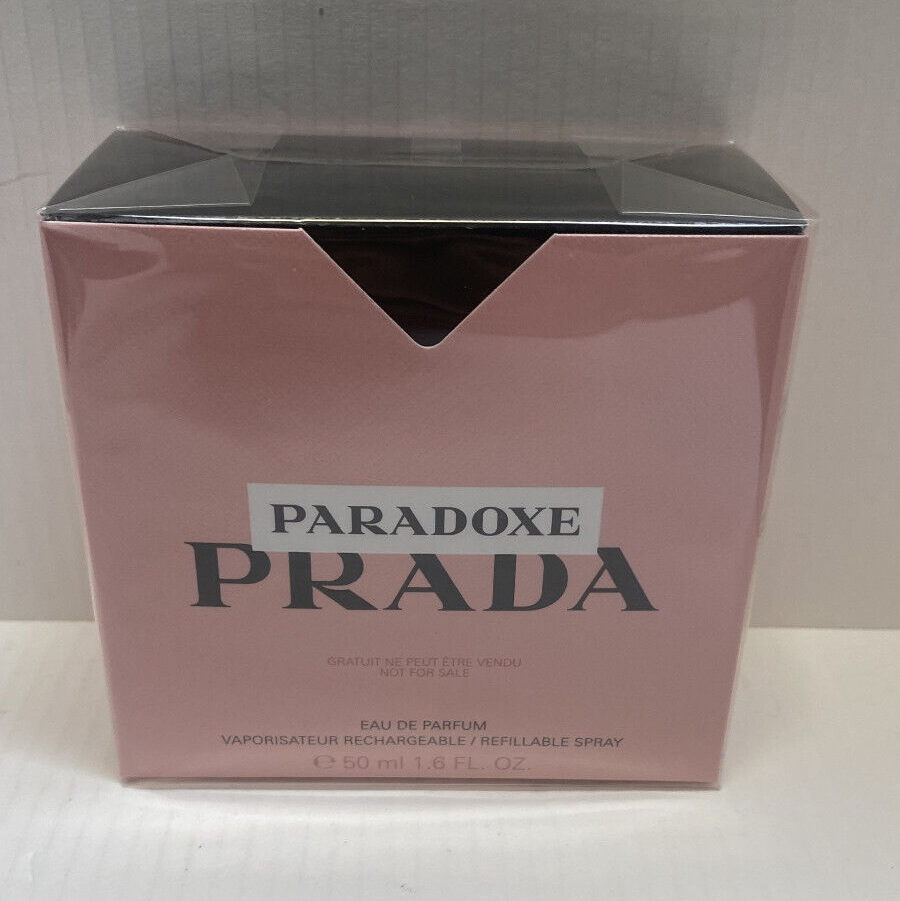 PARADOXE
PRADA
GRATUIT NE PEUT ÊTRE VENDU
NOT FOR SALE
EAU DE PARFUM
VAPORISATEUR RECHARGEABLE / REFILLABLE SPRAY
℮ 50 ml 1.6 FL. OZ.